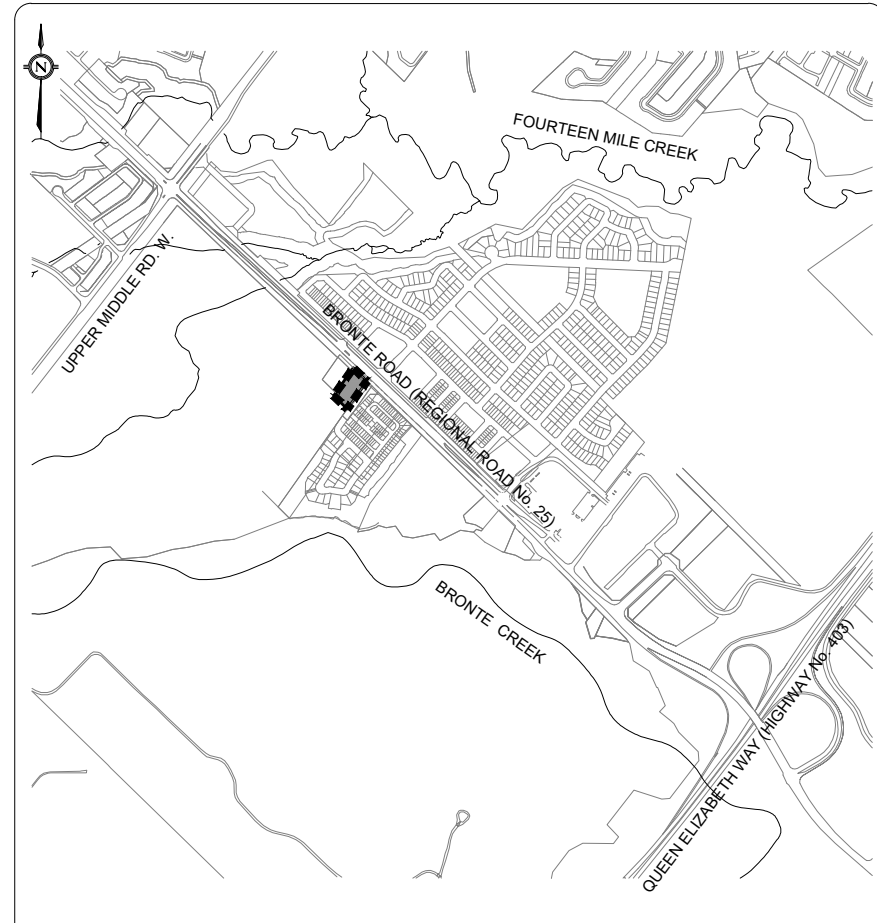 N
FOURTEEN MILE CREEK
UPPER MIDDLE RD. W.
BRONTE ROAD (REGIONAL ROAD No. 25)
BRONTE CREEK
QUEEN ELIZABETH WAY (HIGHWAY No. 403)